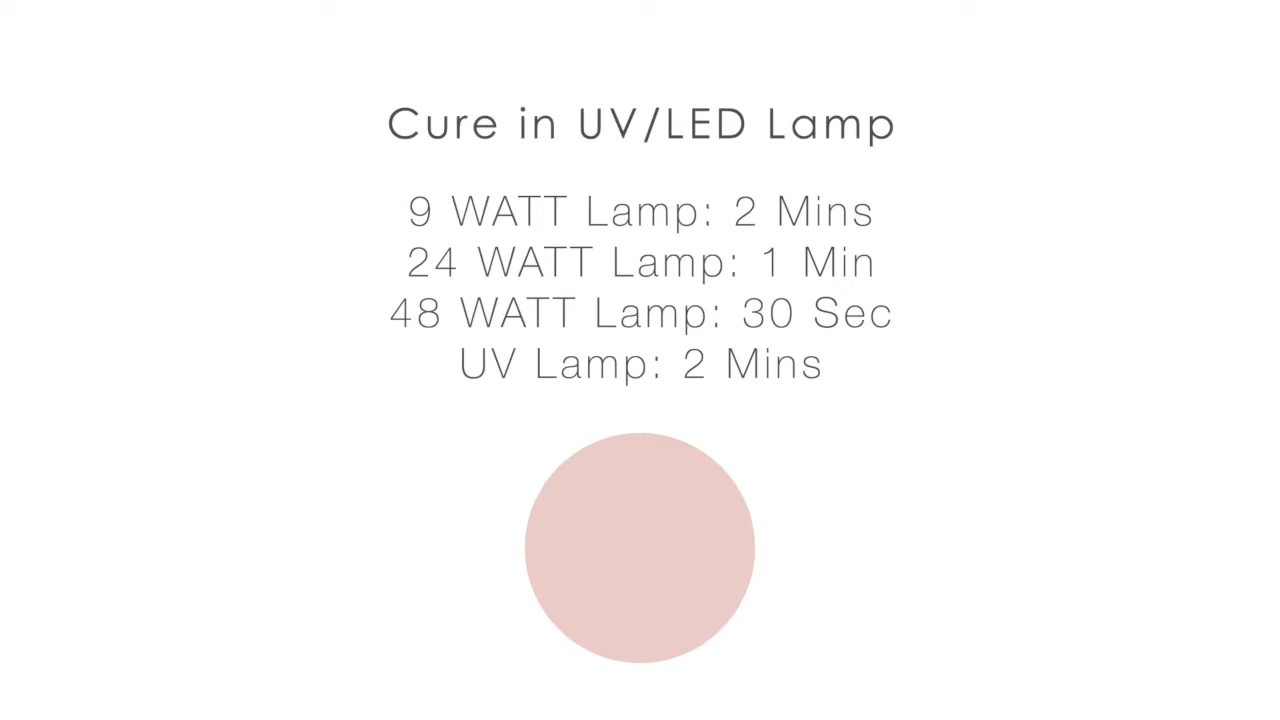 Cure in UV/LED Lamp
9 WATT Lamp: 2 Mins
24 WATT Lamp: 1 Min
48 WATT Lamp: 30 Sec
UV Lamp: 2 Mins